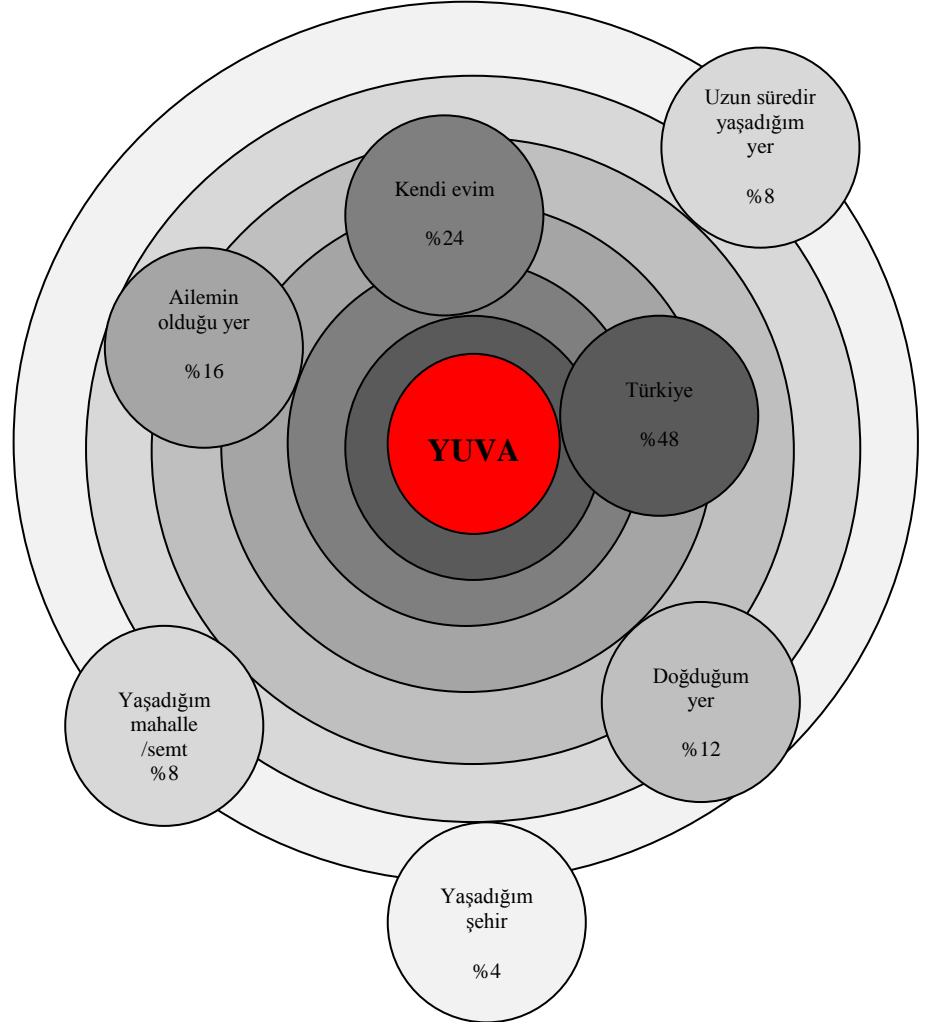 Uzun süredir
yaşadığım
yer
%8
Kendi evim
%24
Ailemin
olduğu yer
%16
Türkiye
%48
YUVA
Doğduğum
yer
%12
Yaşadığım
mahalle
/semt
%8
Yaşadığım
şehir
%4